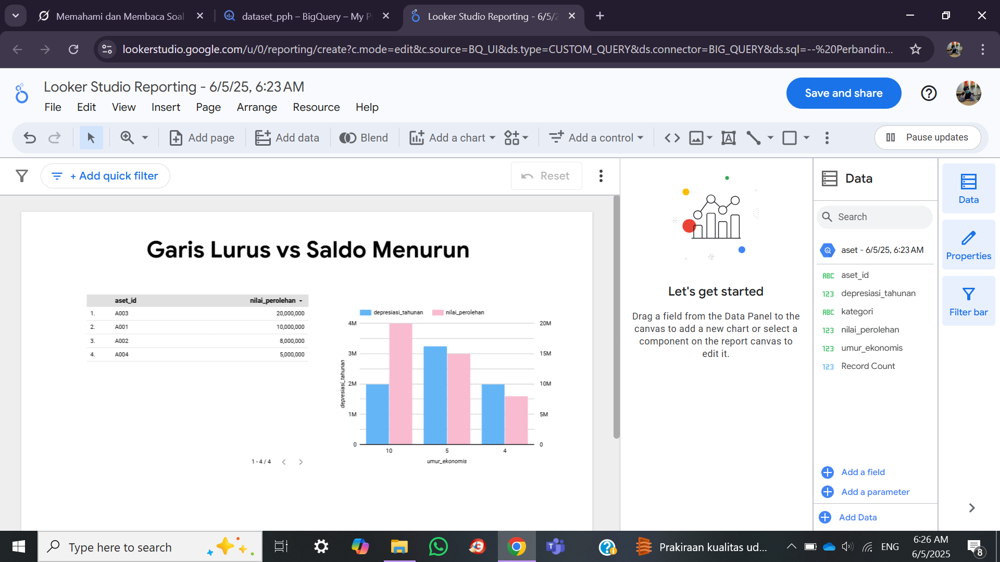 Memahami dan Membaca Soal
dataset_pph – BigQuery – My P
Looker Studio Reporting - 6/5/2
lookerstudio.google.com/u/0/reporting/create?c.mode=edit&c.source=BQ_UI&ds.type=CUSTOM_QUERY&ds.connector=BIG_QUERY&ds.sql=--%20Perbandin...
Looker Studio Reporting - 6/5/25, 6:23 AM
File Edit View Insert Page Arrange Resource Help
Save and share
Add page
Add data
Blend
Add a chart
Add a control
Pause updates
+ Add quick filter
Reset
Garis Lurus vs Saldo Menurun
aset_id nilai_perolehan
1. A003 20,000,000
2. A001 10,000,000
3. A002 8,000,000
4. A004 5,000,000
1 - 4 / 4
depresiasi_tahunan nilai_perolehan
4M 20M
3M 15M
2M 10M
1M 5M
0 0
depresiasi_tahunan
10 5 4
umur_ekonomis
Let's get started
Drag a field from the Data Panel to the
canvas to add a new chart or select a
component on the report canvas to
edit it.
Data
Search
aset - 6/5/25, 6:23 AM
ABC aset_id
123 depresiasi_tahunan
ABC kategori
123 nilai_perolehan
123 umur_ekonomis
123 Record Count
Add a field
Add a parameter
Add Data
Data
Properties
Filter bar
Type here to search
Prakiraan kualitas ud...
ENG
6:26 AM
6/5/2025
8